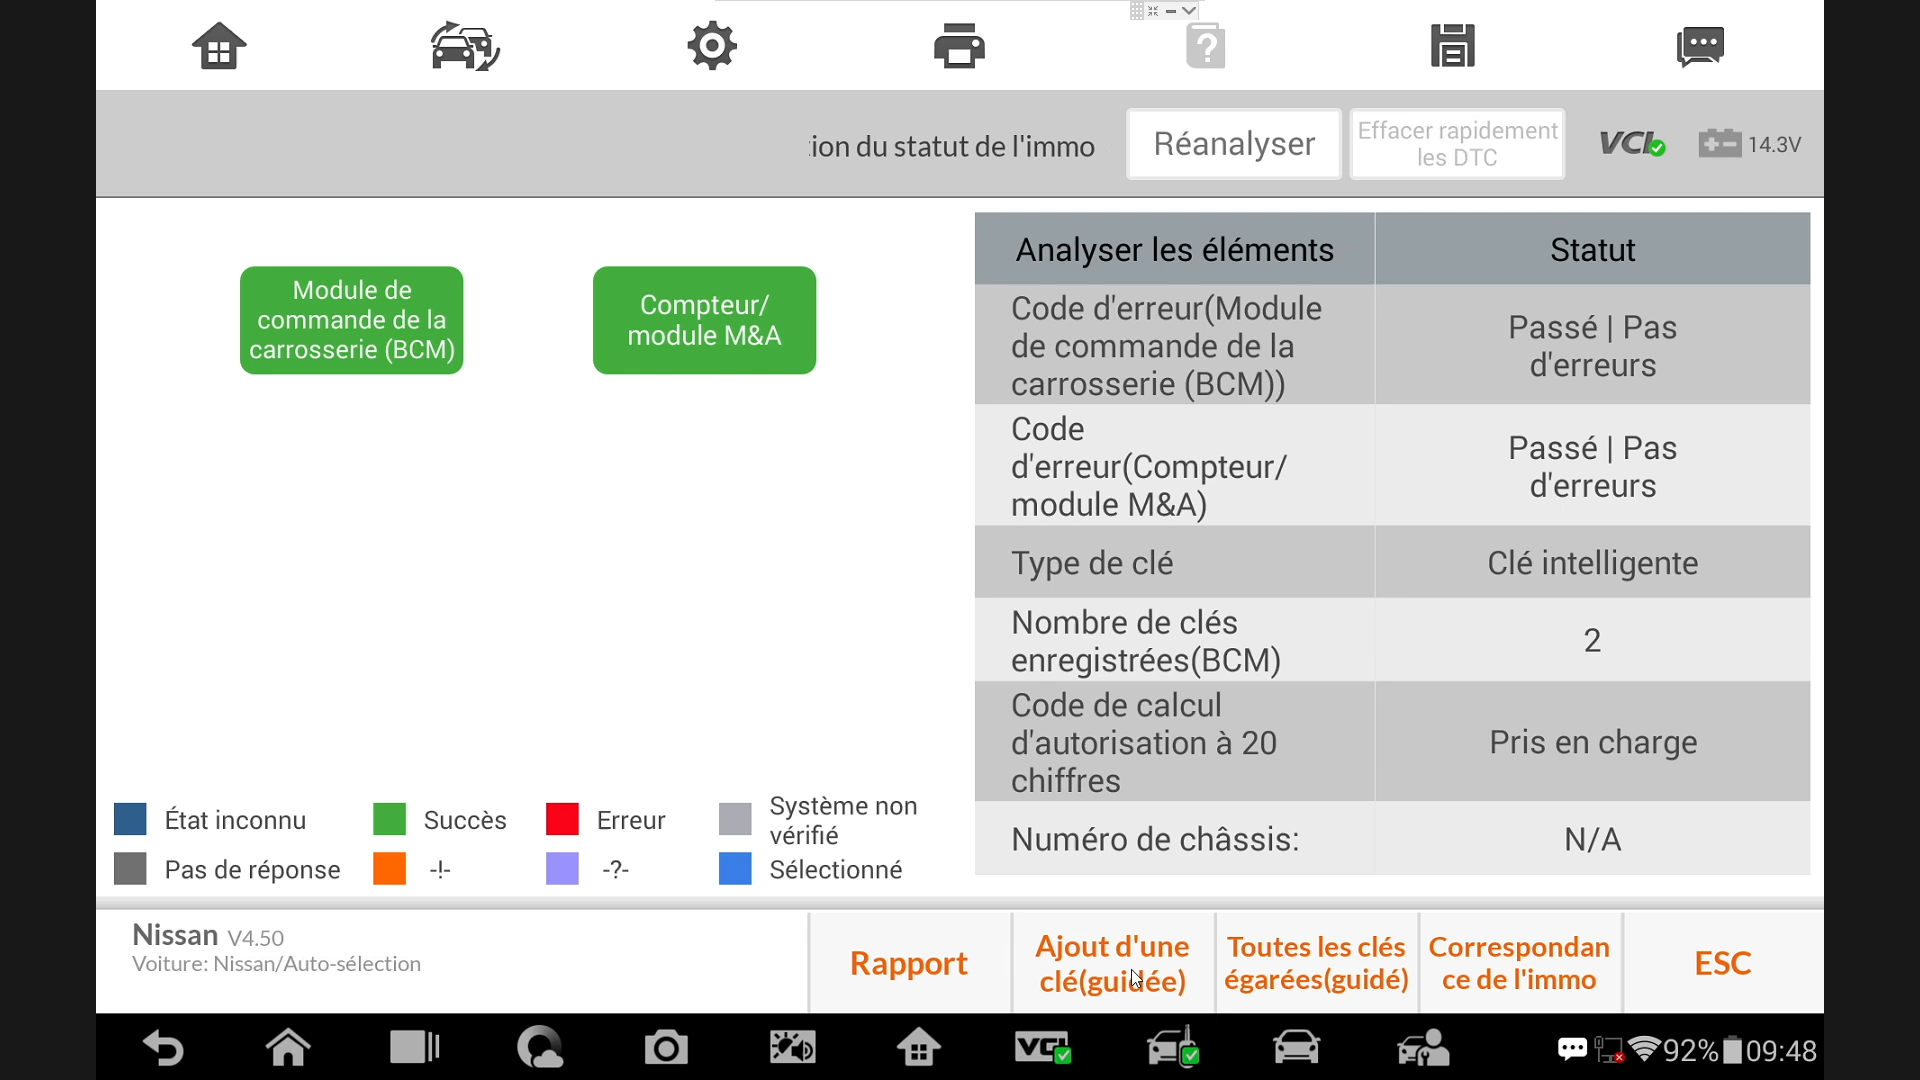 ?
:ion du statut de l'immo
Réanalyser
Effacer rapidement
les DTC
VCI
14.3V
Module de
commande de la
carrosserie (BCM)
Compteur/
module M&A
Analyser les éléments
Statut
Code d'erreur(Module
de commande de la
carrosserie (BCM))
Passé | Pas
d'erreurs
Code
d'erreur(Compteur/
module M&A)
Passé | Pas
d'erreurs
Type de clé
Clé intelligente
Nombre de clés
enregistrées(BCM)
2
Code de calcul
d'autorisation à 20
chiffres
Pris en charge
Numéro de châssis:
N/A
État inconnu
Succès
Erreur
Système non
vérifié
Pas de réponse
-!-
-?-
Sélectionné
Nissan V4.50
Voiture: Nissan/Auto-sélection
Rapport
Ajout d'une
clé(guidée)
Toutes les clés
égarées(guidé)
Correspondan
ce de l'immo
ESC
VCI
92%
09:48